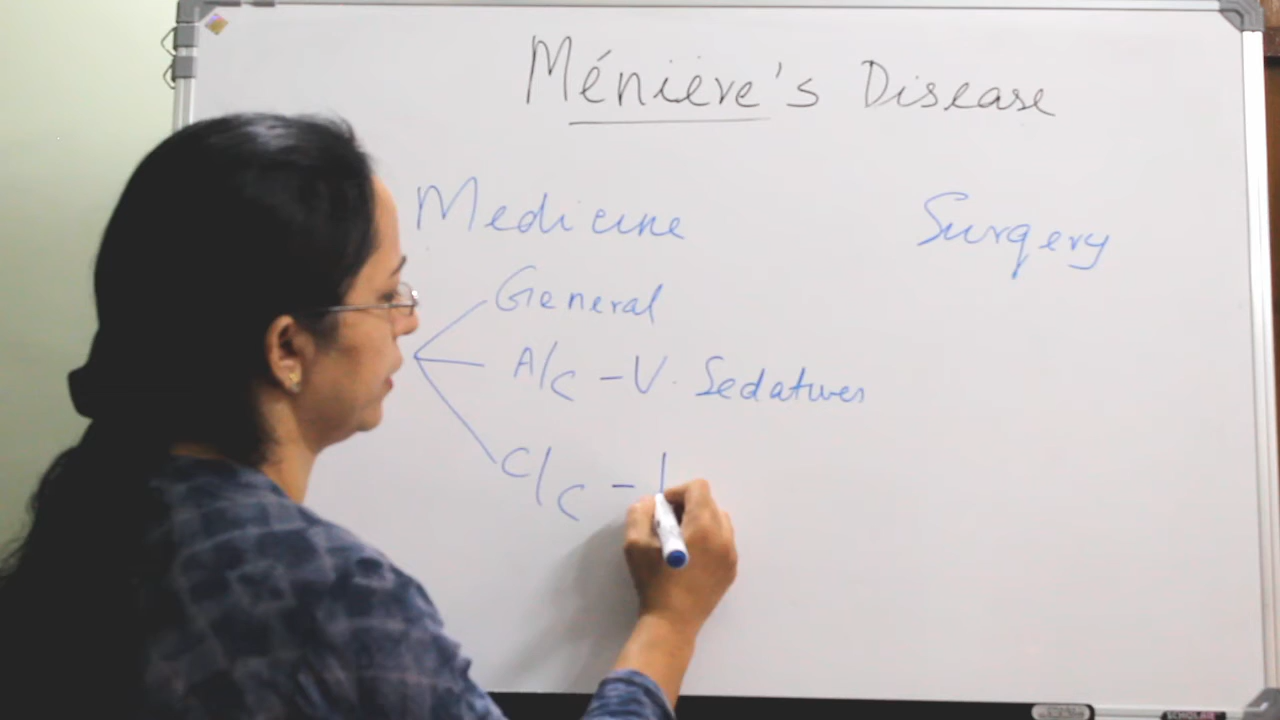 Ménière's Disease
Medicine
Surgery
General
A/C - V. Sedatives
C/C -